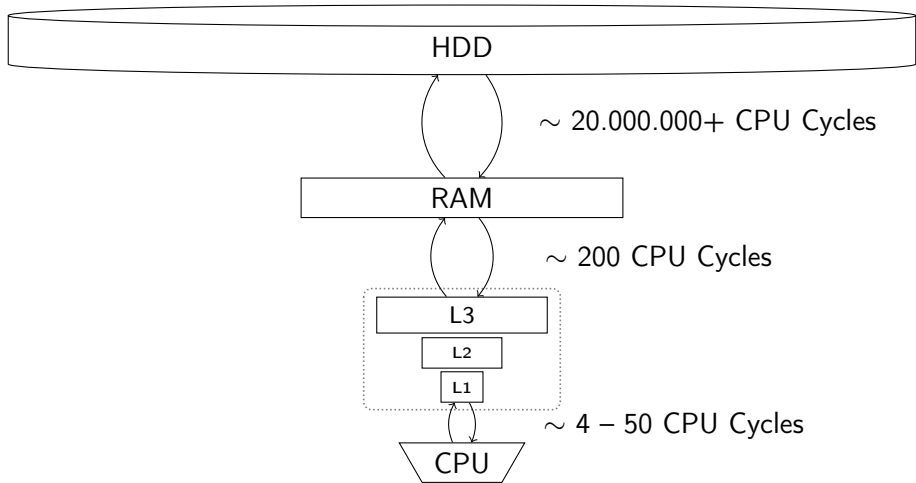 HDD
∼ 20.000.000+ CPU Cycles
RAM
∼ 200 CPU Cycles
L3
L2
L1
∼ 4 – 50 CPU Cycles
CPU